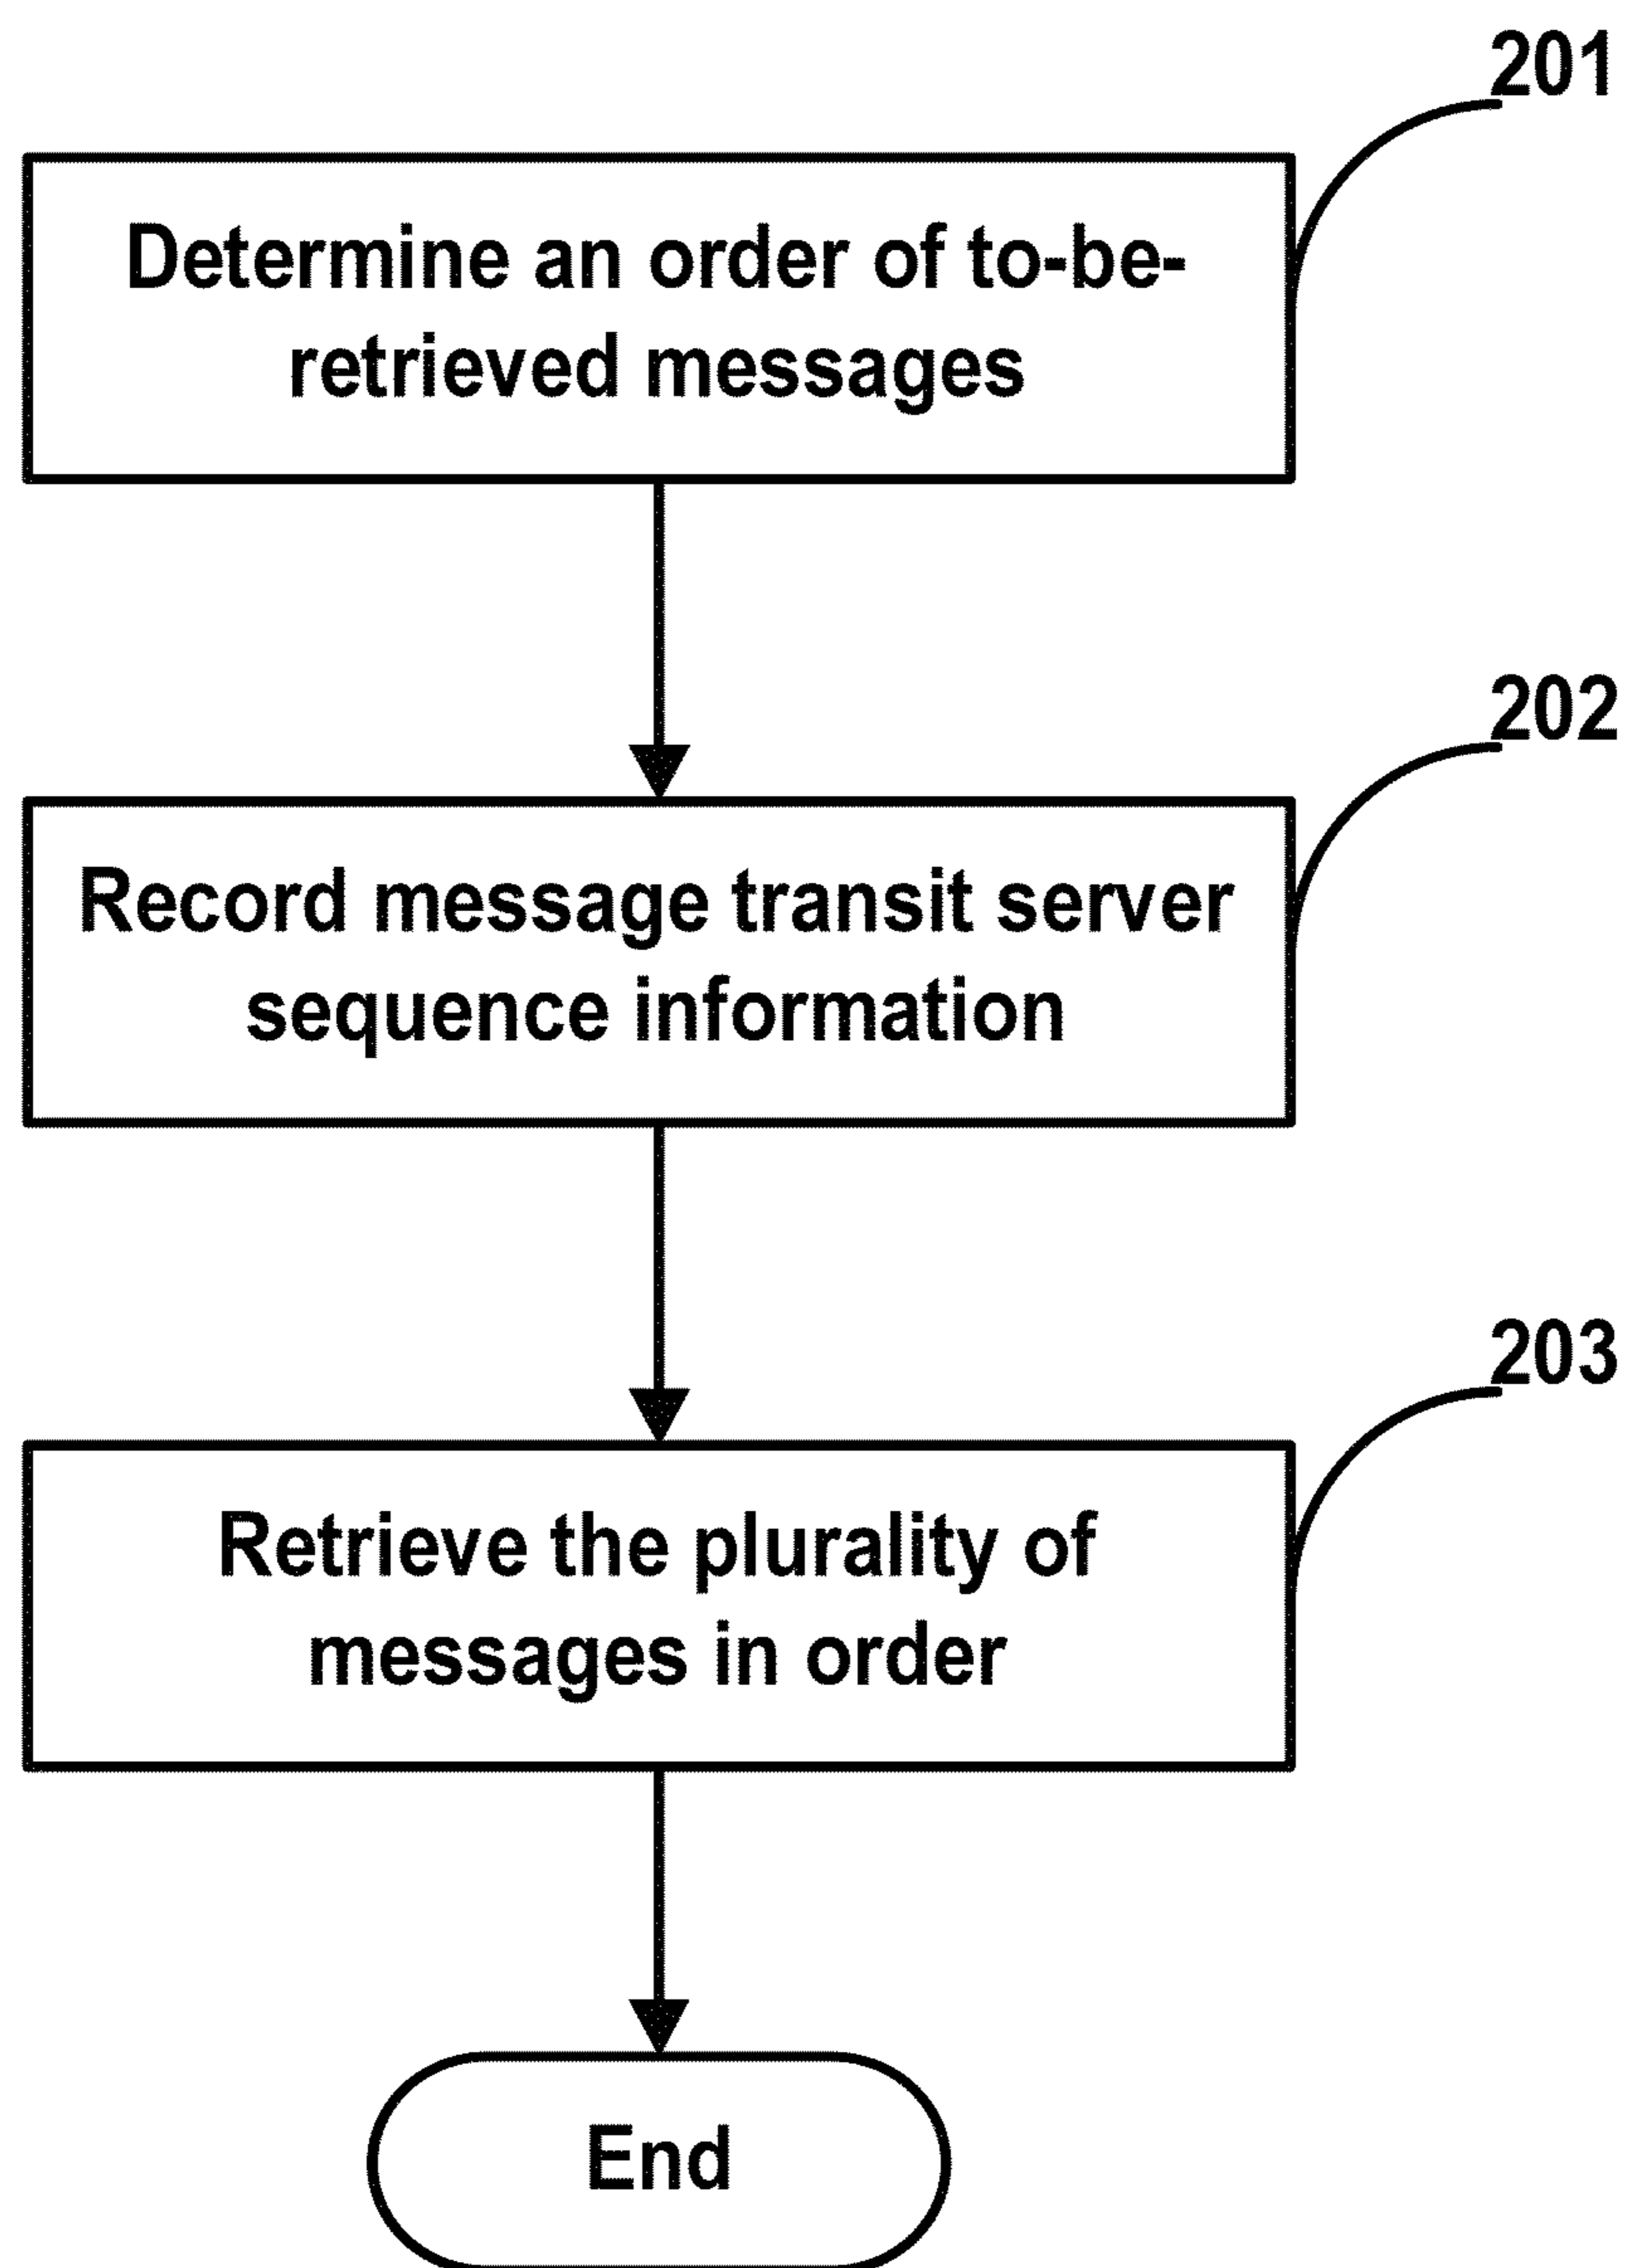 201
Determine an order of to-be-
retrieved messages
202
Record message transit server
sequence information
203
Retrieve the plurality of
messages in order
End